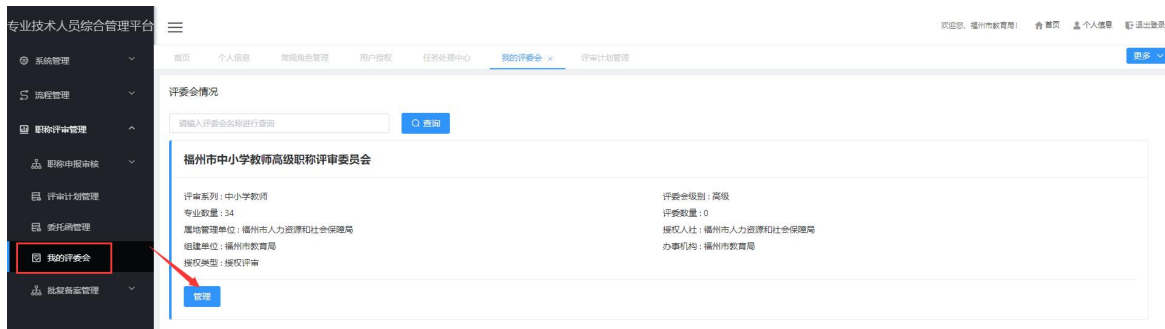 专业技术人员综合管理平台
欢迎您, 福州市教育局!
首页
个人信息
退出登录
系统管理
流程管理
职称评审管理
职称申报审核
评审计划管理
委托函管理
我的评委会
批复备案管理
首页 个人信息 常规角色管理 用户授权 任务处理中心 我的评委会 × 评审计划管理
更多
评委会情况
请输入评委会名称进行查询
查询
福州市中小学教师高级职称评审委员会
评审系列 : 中小学教师
评委会级别 : 高级
专业数量 : 34
评委数量 : 0
属地管理单位 : 福州市人力资源和社会保障局
授权人社 : 福州市人力资源和社会保障局
组建单位 : 福州市教育局
办事机构 : 福州市教育局
授权类型 : 授权评审
管理